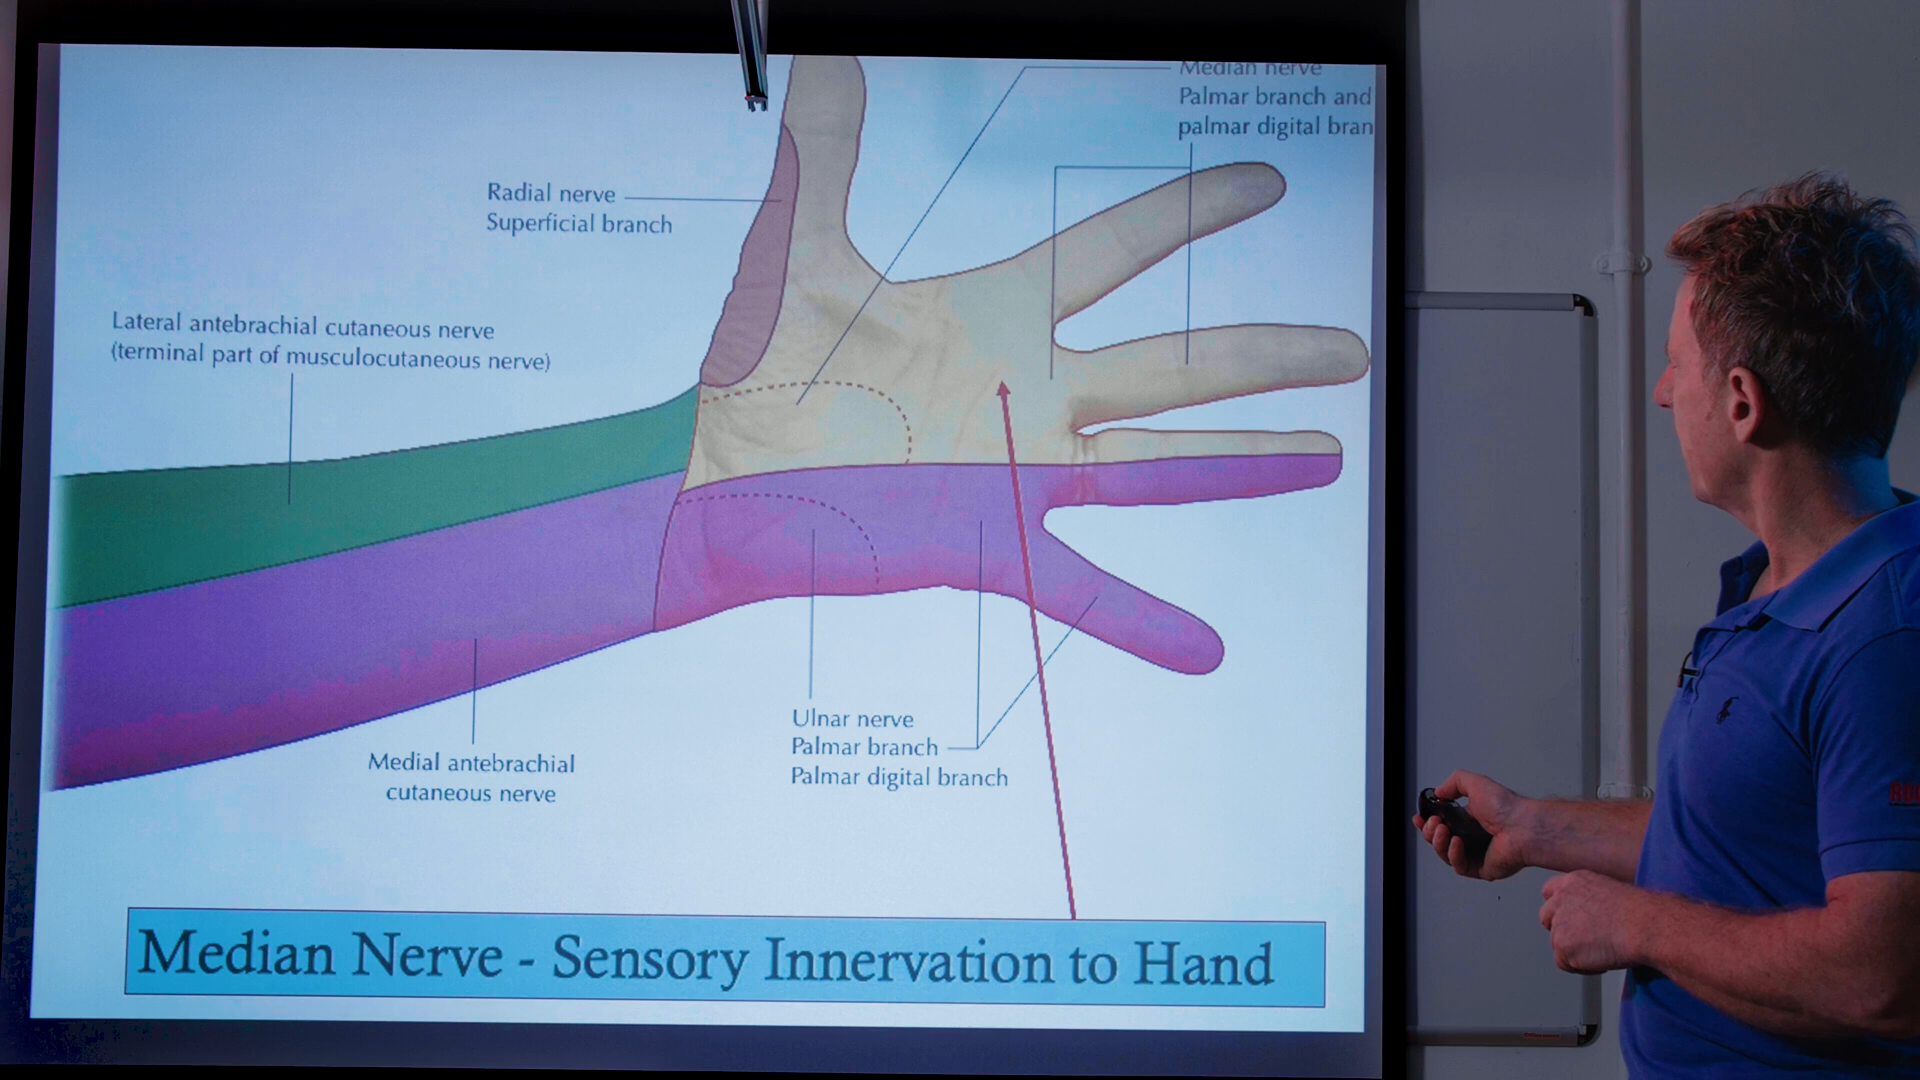 Median nerve
Palmar branch and
palmar digital bran
Radial nerve
Superficial branch
Lateral antebrachial cutaneous nerve
(terminal part of musculocutaneous nerve)
Ulnar nerve
Palmar branch
Palmar digital branch
Medial antebrachial
cutaneous nerve
Median Nerve - Sensory Innervation to Hand